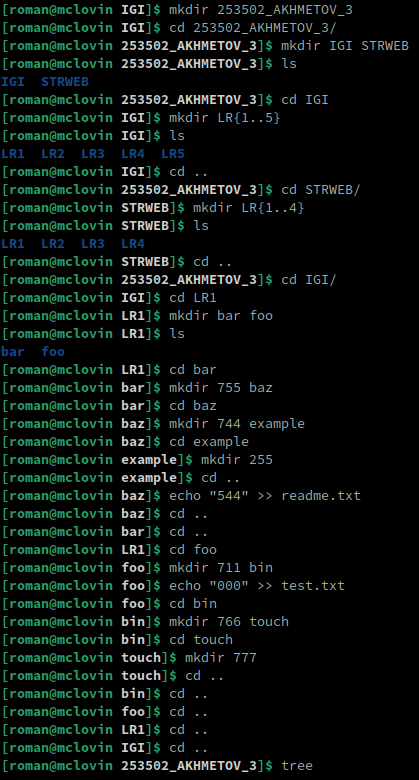 [roman@mclovin IGI]$ mkdir 253502_AKHMETOV_3
[roman@mclovin IGI]$ cd 253502_AKHMETOV_3/
[roman@mclovin 253502_AKHMETOV_3]$ mkdir IGI STRWEB
[roman@mclovin 253502_AKHMETOV_3]$ ls
IGI  STRWEB
[roman@mclovin 253502_AKHMETOV_3]$ cd IGI
[roman@mclovin IGI]$ mkdir LR{1..5}
[roman@mclovin IGI]$ ls
LR1  LR2  LR3  LR4  LR5
[roman@mclovin IGI]$ cd ..
[roman@mclovin 253502_AKHMETOV_3]$ cd STRWEB/
[roman@mclovin STRWEB]$ mkdir LR{1..4}
[roman@mclovin STRWEB]$ ls
LR1  LR2  LR3  LR4
[roman@mclovin STRWEB]$ cd ..
[roman@mclovin 253502_AKHMETOV_3]$ cd IGI/
[roman@mclovin IGI]$ cd LR1
[roman@mclovin LR1]$ mkdir bar foo
[roman@mclovin LR1]$ ls
bar  foo
[roman@mclovin LR1]$ cd bar
[roman@mclovin bar]$ mkdir 755 baz
[roman@mclovin bar]$ cd baz
[roman@mclovin baz]$ mkdir 744 example
[roman@mclovin baz]$ cd example
[roman@mclovin example]$ mkdir 255
[roman@mclovin example]$ cd ..
[roman@mclovin baz]$ echo "544" >> readme.txt
[roman@mclovin baz]$ cd ..
[roman@mclovin bar]$ cd ..
[roman@mclovin LR1]$ cd foo
[roman@mclovin foo]$ mkdir 711 bin
[roman@mclovin foo]$ echo "000" >> test.txt
[roman@mclovin foo]$ cd bin
[roman@mclovin bin]$ mkdir 766 touch
[roman@mclovin bin]$ cd touch
[roman@mclovin touch]$ mkdir 777
[roman@mclovin touch]$ cd ..
[roman@mclovin bin]$ cd ..
[roman@mclovin foo]$ cd ..
[roman@mclovin LR1]$ cd ..
[roman@mclovin IGI]$ cd ..
[roman@mclovin 253502_AKHMETOV_3]$ tree